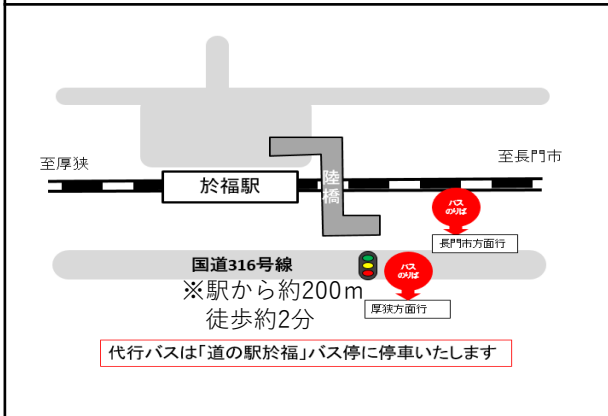 至厚狭
至長門市
於福駅
陸橋
バス
のりば
長門市方面行
国道316号線
バス
のりば
※駅から約200m
徒歩約2分
厚狭方面行
代行バスは「道の駅於福」バス停に停車いたします